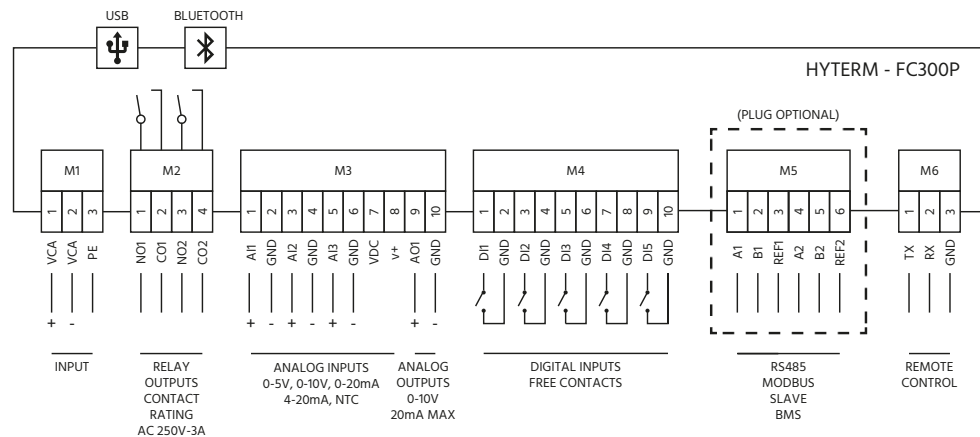 USB
BLUETOOTH
HYTERM - FC300P
(PLUG OPTIONAL)
M1
M2
M3
M4
M5
M6
1 2 3
1 2 3 4
1 2 3 4 5 6 7 8 9 10
1 2 3 4 5 6 7 8 9 10
1 2 3 4 5 6
1 2 3
VCA VCA PE
NO1 CO1 NO2 CO2
AI1 GND AI2 GND AI3 GND VDC v+ AO1 GND
DI1 GND DI2 GND DI3 GND DI4 GND DI5 GND
A1 B1 REF1 A2 B2 REF2
TX RX GND
+ -
+ - + - + - + -
INPUT
RELAY
OUTPUTS
CONTACT
RATING
AC 250V-3A
ANALOG INPUTS
0-5V, 0-10V, 0-20mA
4-20mA, NTC
ANALOG
OUTPUTS
0-10V
20mA MAX
DIGITAL INPUTS
FREE CONTACTS
RS485
MODBUS
SLAVE
BMS
REMOTE
CONTROL